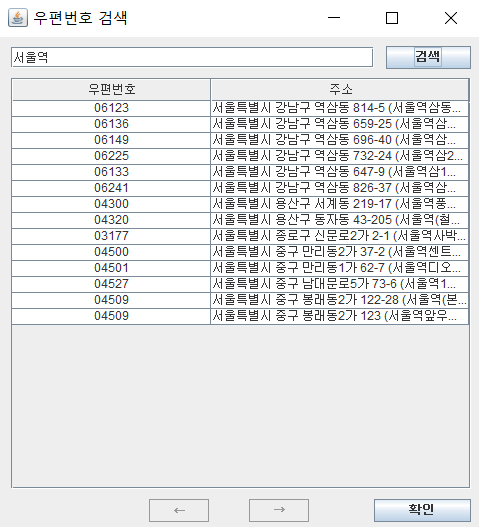 우편번호 검색
서울역 검색
우편번호 주소
06123 서울특별시 강남구 역삼동 814-5 (서울역삼동...
06136 서울특별시 강남구 역삼동 659-25 (서울역삼...
06149 서울특별시 강남구 역삼동 696-40 (서울역삼...
06225 서울특별시 강남구 역삼동 732-24 (서울역삼2...
06133 서울특별시 강남구 역삼동 647-9 (서울역삼1...
06241 서울특별시 강남구 역삼동 826-37 (서울역삼...
04300 서울특별시 용산구 서계동 219-17 (서울역풍...
04320 서울특별시 용산구 동자동 43-205 (서울역(철...
03177 서울특별시 종로구 신문로2가 2-1 (서울역사박...
04500 서울특별시 중구 만리동2가 37-2 (서울역센트...
04501 서울특별시 중구 만리동1가 62-7 (서울역디오...
04527 서울특별시 중구 남대문로5가 73-6 (서울역1...
04509 서울특별시 중구 봉래동2가 122-28 (서울역(본...
04509 서울특별시 중구 봉래동2가 123 (서울역앞우...
← → 확인